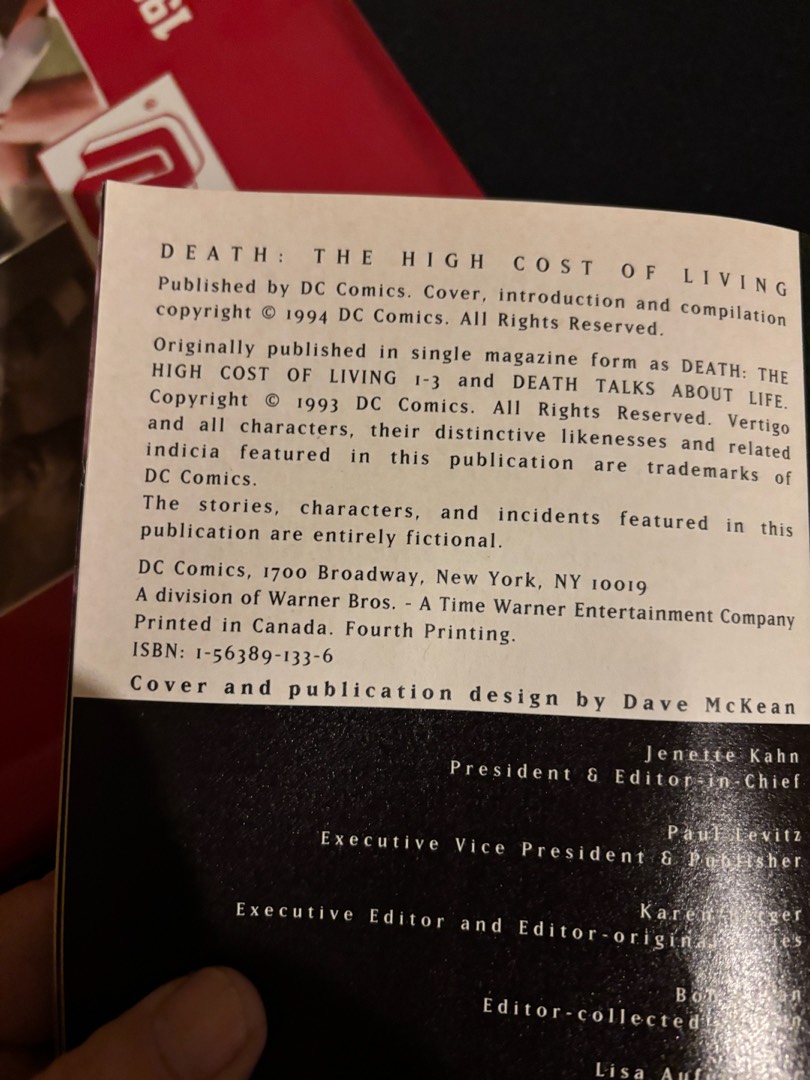 19
DEATH: THE HIGH COST OF LIVING
Published by DC Comics. Cover, introduction and compilation
copyright © 1994 DC Comics. All Rights Reserved.
Originally published in single magazine form as DEATH: THE
HIGH COST OF LIVING 1-3 and DEATH TALKS ABOUT LIFE.
Copyright © 1993 DC Comics. All Rights Reserved. Vertigo
and all characters, their distinctive likenesses and related
indicia featured in this publication are trademarks of
DC Comics.
The stories, characters, and incidents featured in this
publication are entirely fictional.
DC Comics, 1700 Broadway, New York, NY 10019
A division of Warner Bros. - A Time Warner Entertainment Company
Printed in Canada. Fourth Printing.
ISBN: 1-56389-133-6
Cover and publication design by Dave McKean
Jenette Kahn
President & Editor-in-Chief
Paul Levitz
Executive Vice President & Publisher
Karen
Executive Editor and Editor-original
Editor-collected
Lisa